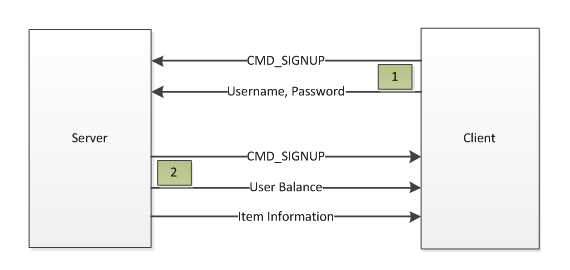 CMD_SIGNUP
1
Username, Password
Server
Client
CMD_SIGNUP
2
User Balance
Item Information